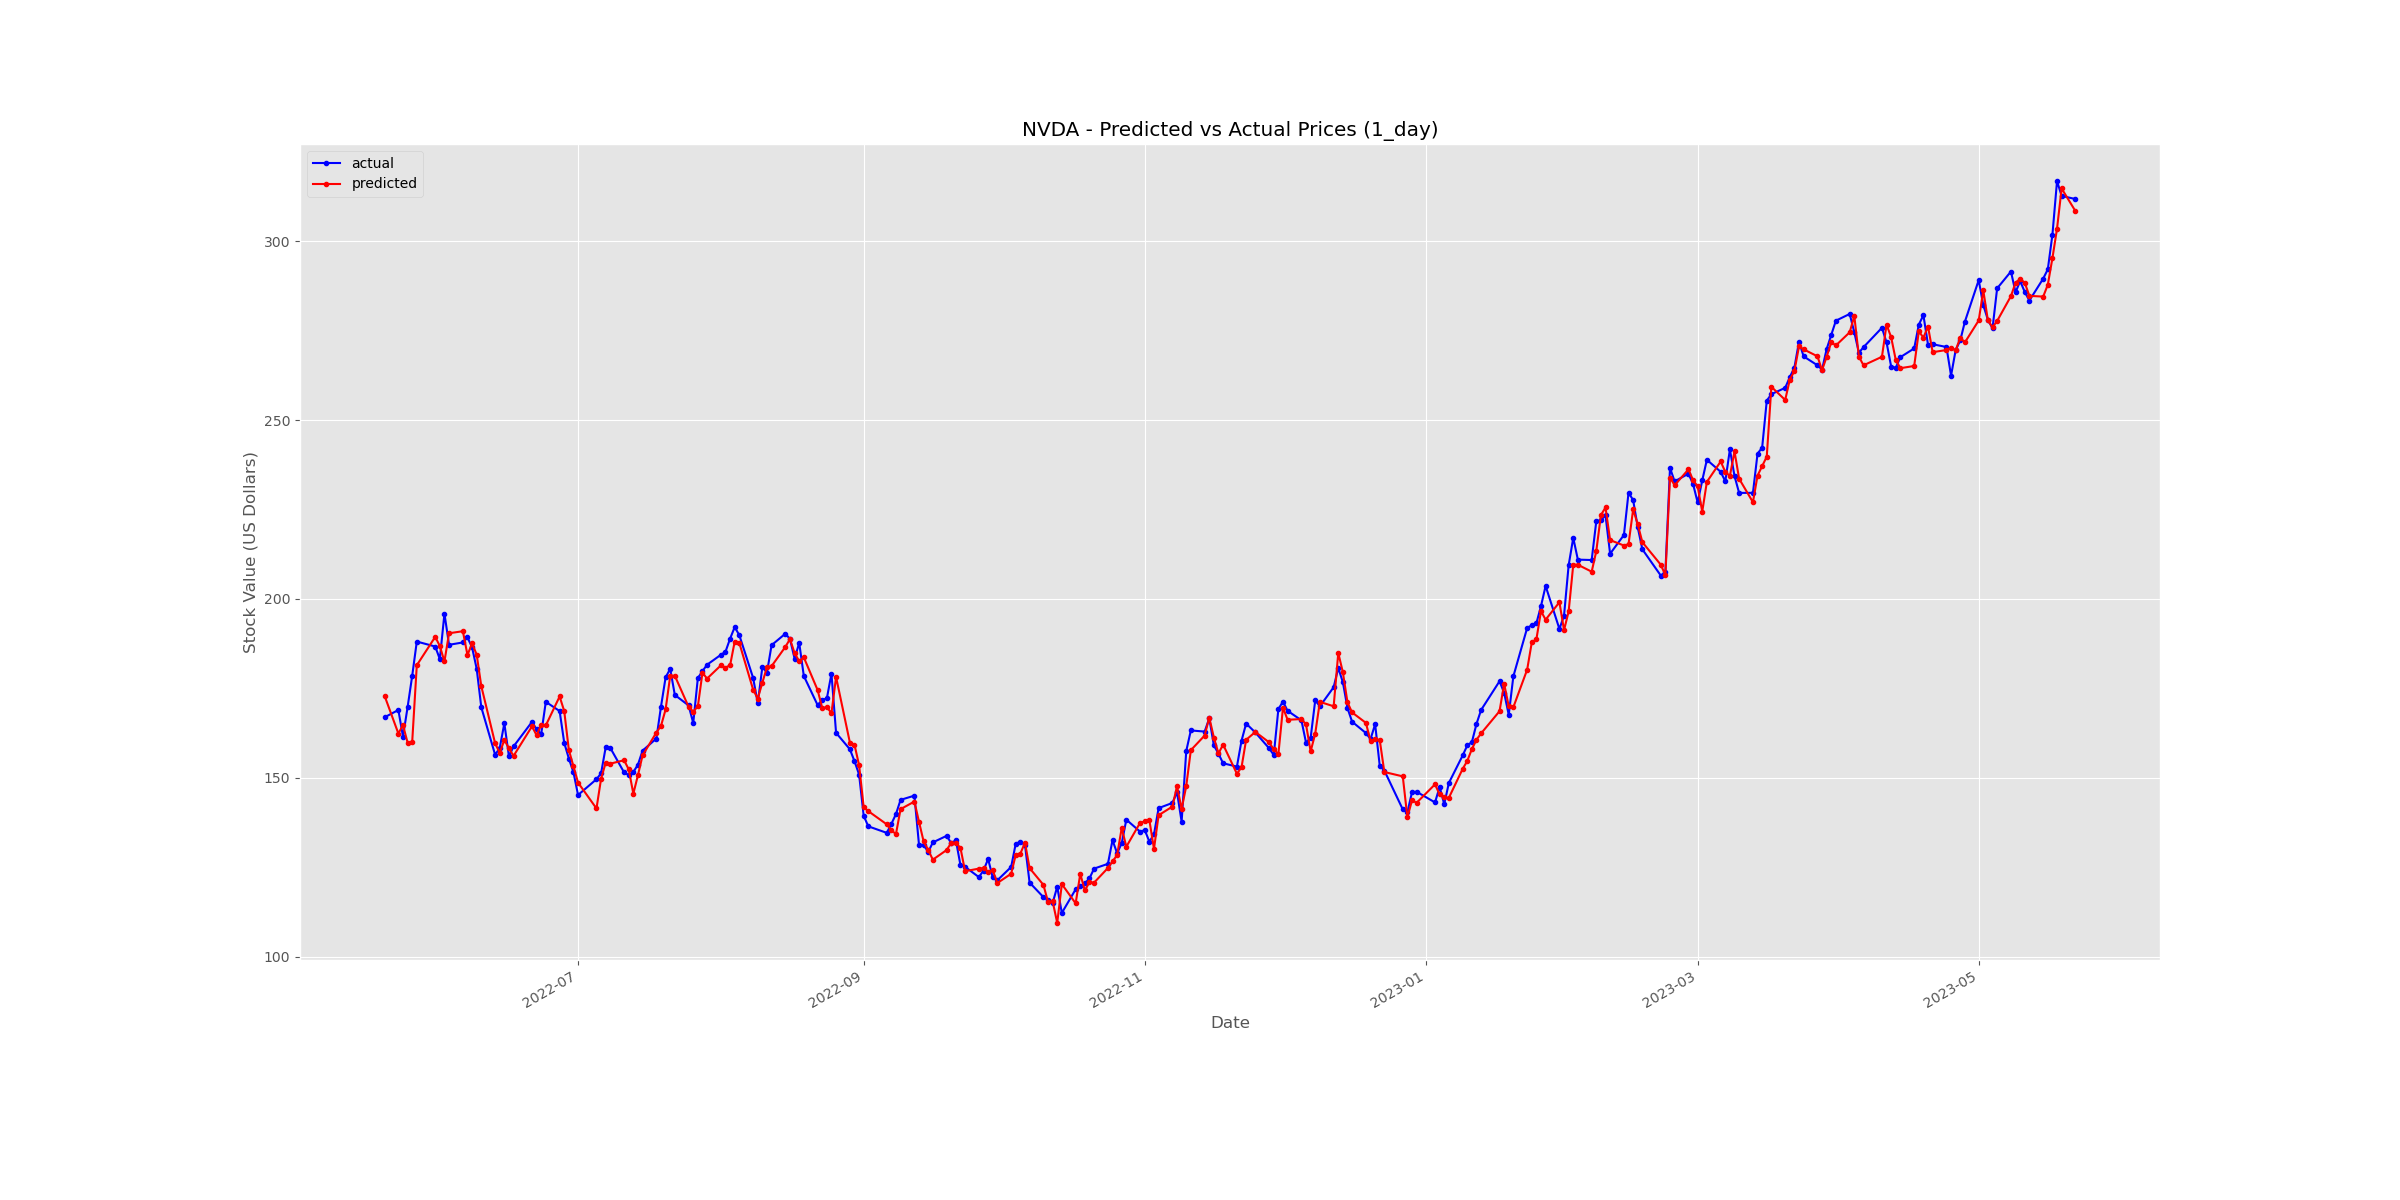 NVDA - Predicted vs Actual Prices (1_day)
actual
predicted
Stock Value (US Dollars)
300
250
200
150
100
2022-07
2022-09
2022-11
2023-01
2023-03
2023-05
Date